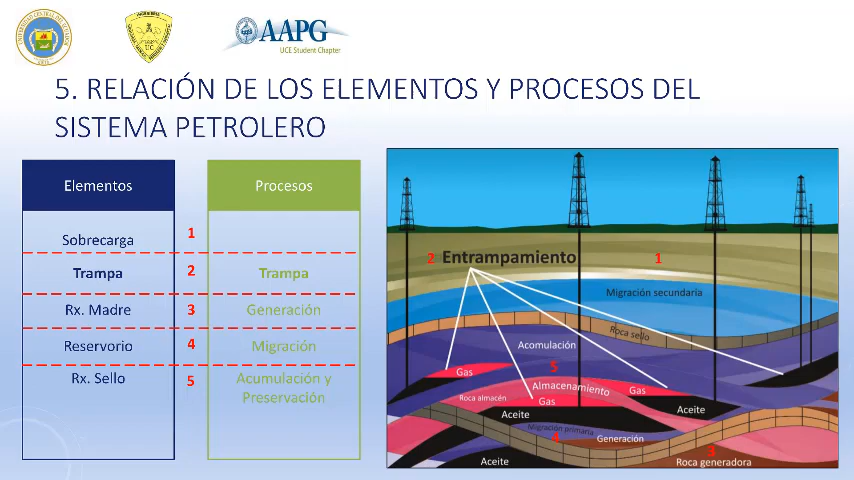 AAPG
UCE Student Chapter
UC
5. RELACIÓN DE LOS ELEMENTOS Y PROCESOS DEL
SISTEMA PETROLERO
Elementos
Procesos
Sobrecarga
1
Trampa
2
Trampa
Rx. Madre
3
Generación
Reservorio
4
Migración
Rx. Sello
5
Acumulación y
Preservación
2
Entrampamiento
1
Migración secundaria
Roca sello
Acomulación
Gas
5
Almacenamiento
Gas
Roca almacén
Gas
Aceite
Aceite
Migración primaria
4
Generación
3
Aceite
Roca generadora